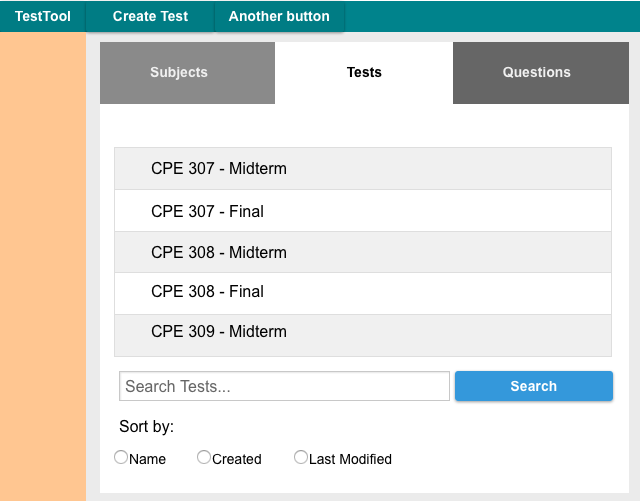 TestTool Create Test Another button
Subjects Tests Questions
CPE 307 - Midterm
CPE 307 - Final
CPE 308 - Midterm
CPE 308 - Final
CPE 309 - Midterm
Search Tests... Search
Sort by:
Name Created Last Modified